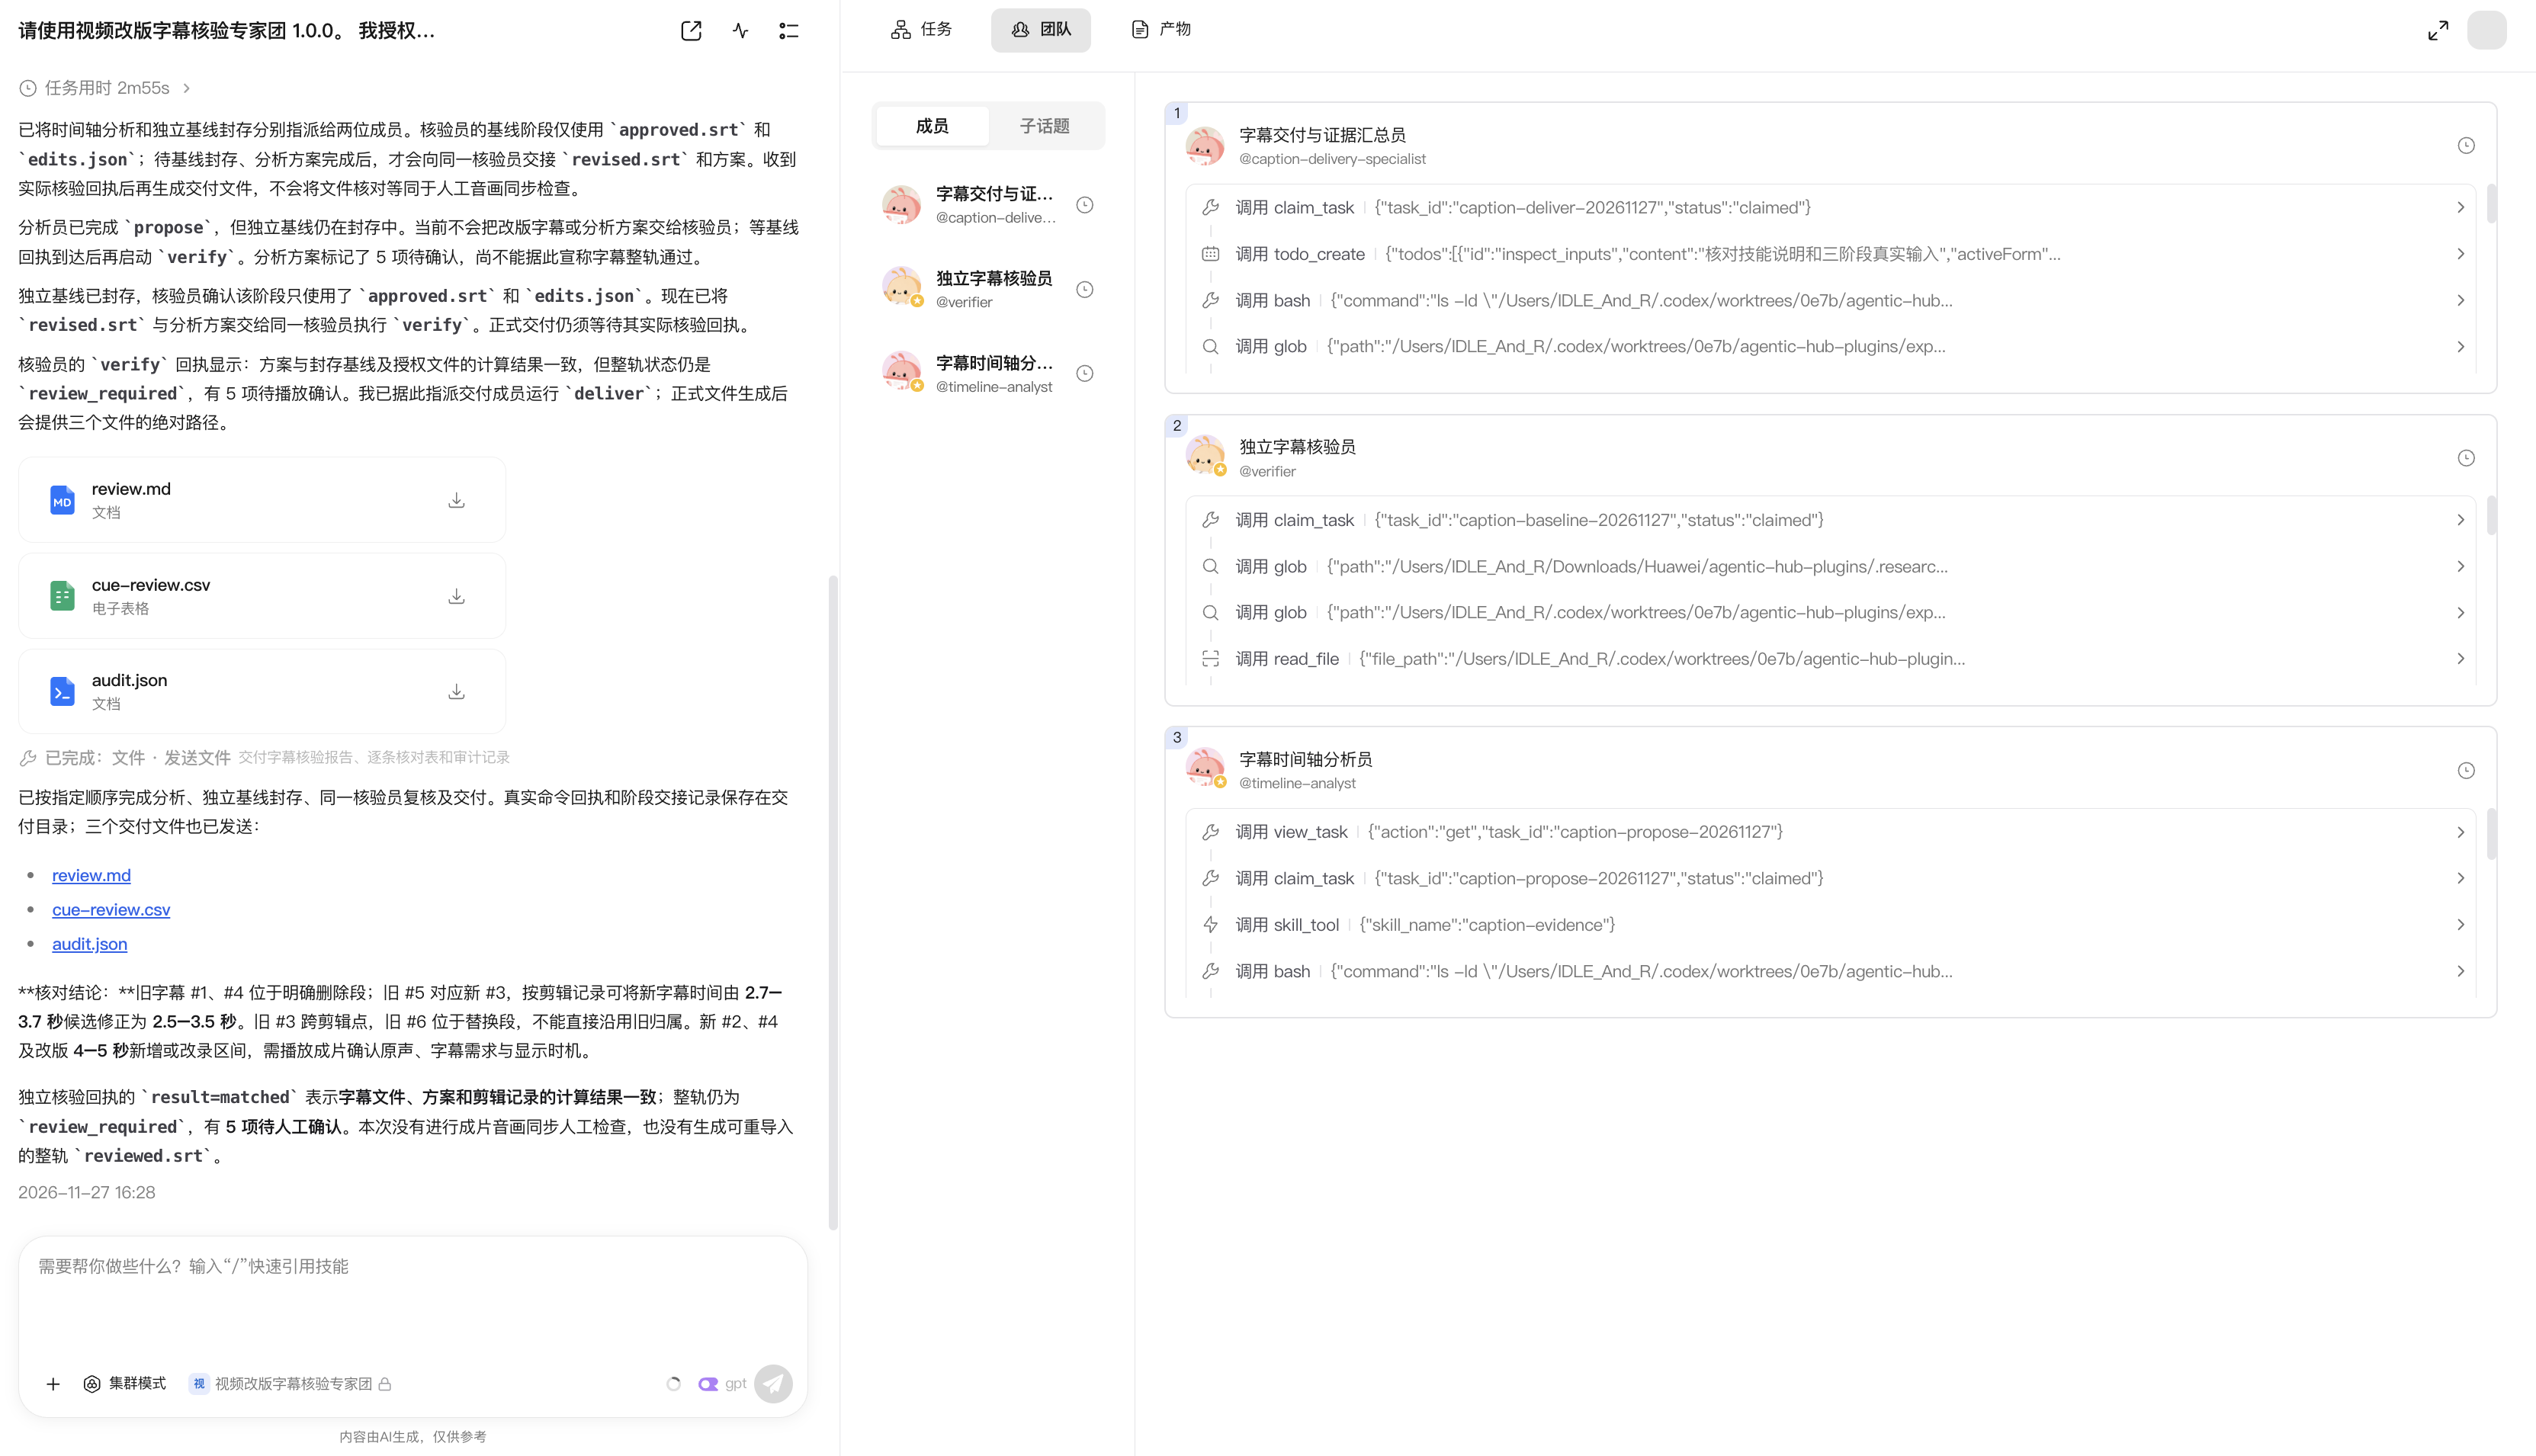 请使用视频改版字幕核验专家团 1.0.0。 我授权...
任务用时 2m55s
已将时间轴分析和独立基线封存分别指派给两位成员。核验员的基线阶段仅使用 `approved.srt` 和
`edits.json`；待基线封存、分析方案完成后，才会向同一核验员交接 `revised.srt` 和方案。收到
实际核验回执后再生成交付文件，不会将文件核对等同于人工音画同步检查。
分析员已完成 `propose`，但独立基线仍在封存中。当前不会把改版字幕或分析方案交给核验员；等基线
回执到达后再启动 `verify`。分析方案标记了 5 项待确认，尚不能据此宣称字幕整轨通过。
独立基线已封存，核验员确认该阶段只使用了 `approved.srt` 和 `edits.json`。现在已将
`revised.srt` 与分析方案交给同一核验员执行 `verify`。正式交付仍须等待其实际核验回执。
核验员的 `verify` 回执显示：方案与封存基线及授权文件的计算结果一致，但整轨状态仍是
`review_required`，有 5 项待播放确认。我已据此指派交付成员运行 `deliver`；正式文件生成后
会提供三个文件的绝对路径。
MD
review.md
文档
cue-review.csv
电子表格
audit.json
文档
已完成：文件 · 发送文件 交付字幕核验报告、逐条核对表和审计记录
已按指定顺序完成分析、独立基线封存、同一核验员复核及交付。真实命令回执和阶段交接记录保存在交
付目录；三个交付文件也已发送：
• review.md
• cue-review.csv
• audit.json
**核对结论：**旧字幕 #1、#4 位于明确删除段；旧 #5 对应新 #3，按剪辑记录可将新字幕时间由 2.7–
3.7 秒候选修正为 2.5–3.5 秒。旧 #3 跨剪辑点，旧 #6 位于替换段，不能直接沿用旧归属。新 #2、#4
及改版 4–5 秒新增或改录区间，需播放成片确认原声、字幕需求与显示时机。
独立核验回执的 `result=matched` 表示字幕文件、方案和剪辑记录的计算结果一致；整轨仍为
`review_required`，有 5 项待人工确认。本次没有进行成片音画同步人工检查，也没有生成可重导入
的整轨 `reviewed.srt`。
2026-11-27 16:28
需要帮你做些什么？输入“/”快速引用技能
集群模式
视 视频改版字幕核验专家团
gpt
内容由AI生成，仅供参考
任务
团队
产物
成员
子话题
字幕交付与证...
@caption-delive...
独立字幕核验员
@verifier
字幕时间轴分...
@timeline-analyst
1
字幕交付与证据汇总员
@caption-delivery-specialist
调用 claim_task {"task_id":"caption-deliver-20261127","status":"claimed"}
调用 todo_create {"todos":[{"id":"inspect_inputs","content":"核对技能说明和三阶段真实输入","activeForm"...
调用 bash {"command":"ls -ld \"/Users/IDLE_And_R/.codex/worktrees/0e7b/agentic-hub...
调用 glob {"path":"/Users/IDLE_And_R/.codex/worktrees/0e7b/agentic-hub-plugins/exp...
2
独立字幕核验员
@verifier
调用 claim_task {"task_id":"caption-baseline-20261127","status":"claimed"}
调用 glob {"path":"/Users/IDLE_And_R/Downloads/Huawei/agentic-hub-plugins/.researc...
调用 glob {"path":"/Users/IDLE_And_R/.codex/worktrees/0e7b/agentic-hub-plugins/exp...
调用 read_file {"file_path":"/Users/IDLE_And_R/.codex/worktrees/0e7b/agentic-hub-plugin...
3
字幕时间轴分析员
@timeline-analyst
调用 view_task {"action":"get","task_id":"caption-propose-20261127"}
调用 claim_task {"task_id":"caption-propose-20261127","status":"claimed"}
调用 skill_tool {"skill_name":"caption-evidence"}
调用 bash {"command":"ls -ld \"/Users/IDLE_And_R/.codex/worktrees/0e7b/agentic-hub...